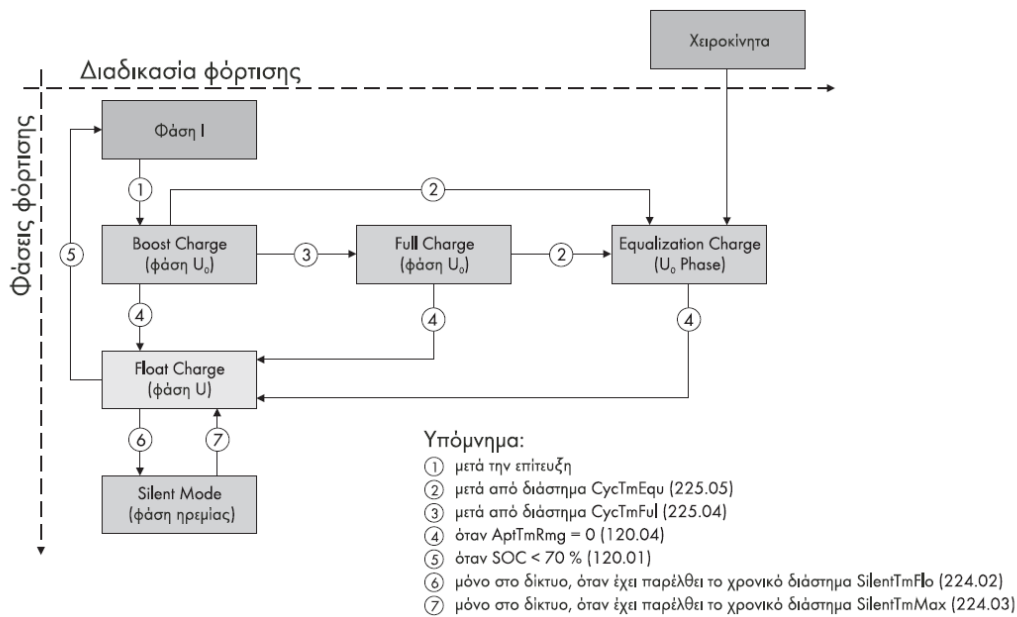 Χειροκίνητα
Διαδικασία φόρτισης
Φάσεις φόρτισης
Φάση I
1
2
5
Boost Charge
(φάση U₀)
3
Full Charge
(φάση U₀)
2
Equalization Charge
(U₀ Phase)
4
4
4
Float Charge
(φάση U)
6
7
Silent Mode
(φάση ηρεμίας)
Υπόμνημα:
1 μετά την επίτευξη
2 μετά από διάστημα CycTmEqu (225.05)
3 μετά από διάστημα CycTmFul (225.04)
4 όταν AptTmRmg = 0 (120.04)
5 όταν SOC < 70 % (120.01)
6 μόνο στο δίκτυο, όταν έχει παρέλθει το χρονικό διάστημα SilentTmFlo (224.02)
7 μόνο στο δίκτυο, όταν έχει παρέλθει το χρονικό διάστημα SilentTmMax (224.03)